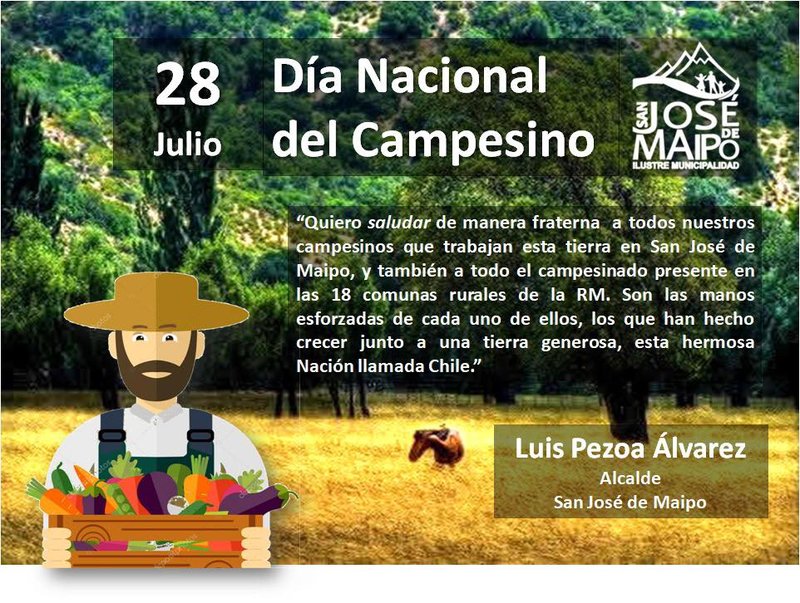 28
Julio
Día Nacional
del Campesino
SAN
JOSÉ
DE
MAIPO
ILUSTRE MUNICIPALIDAD
“Quiero saludar de manera fraterna a todos nuestros
campesinos que trabajan esta tierra en San José de
Maipo, y también a todo el campesinado presente en
las 18 comunas rurales de la RM. Son las manos
esforzadas de cada uno de ellos, los que han hecho
crecer junto a una tierra generosa, esta hermosa
Nación llamada Chile.”
Luis Pezoa Álvarez
Alcalde
San José de Maipo